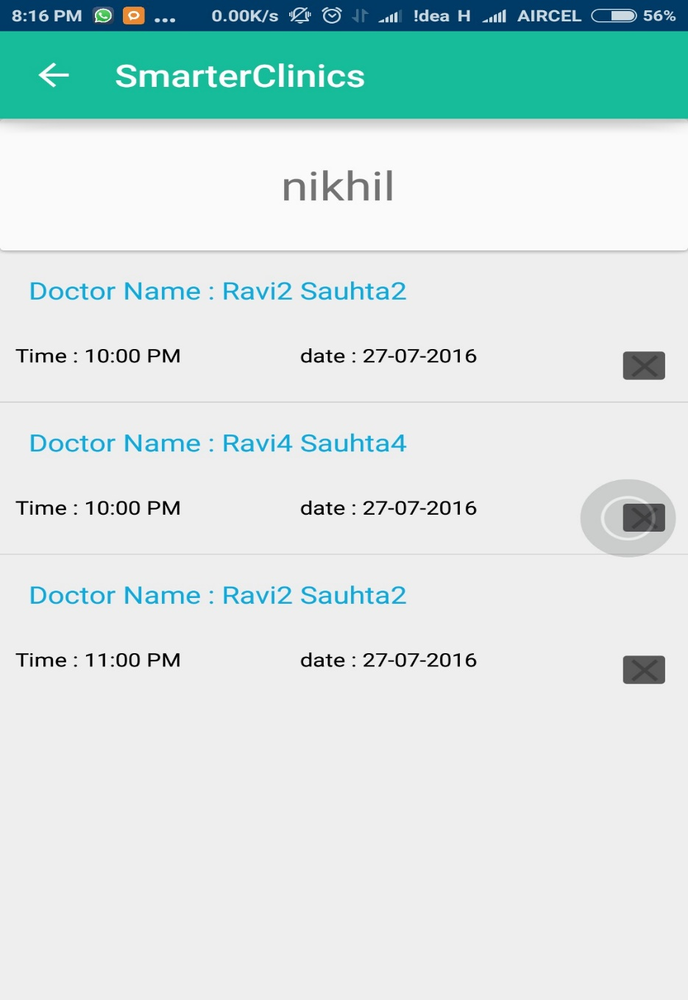 8:16 PM ... 0.00K/s !dea H AIRCEL 56%
SmarterClinics
nikhil
Doctor Name : Ravi2 Sauhta2
Time : 10:00 PM date : 27-07-2016
Doctor Name : Ravi4 Sauhta4
Time : 10:00 PM date : 27-07-2016
Doctor Name : Ravi2 Sauhta2
Time : 11:00 PM date : 27-07-2016